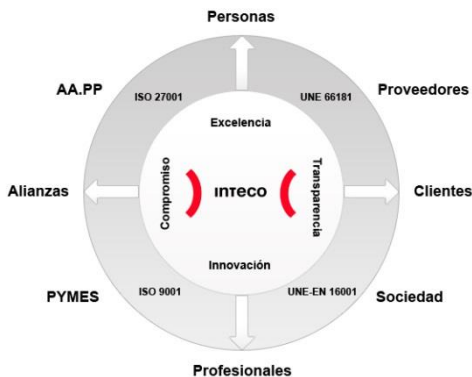 Personas
AA.PP
Proveedores
ISO 27001
UNE 66181
Excelencia
Alianzas
Compromiso
INTECO
Transparencia
Clientes
Innovación
PYMES
ISO 9001
UNE-EN 16001
Sociedad
Profesionales